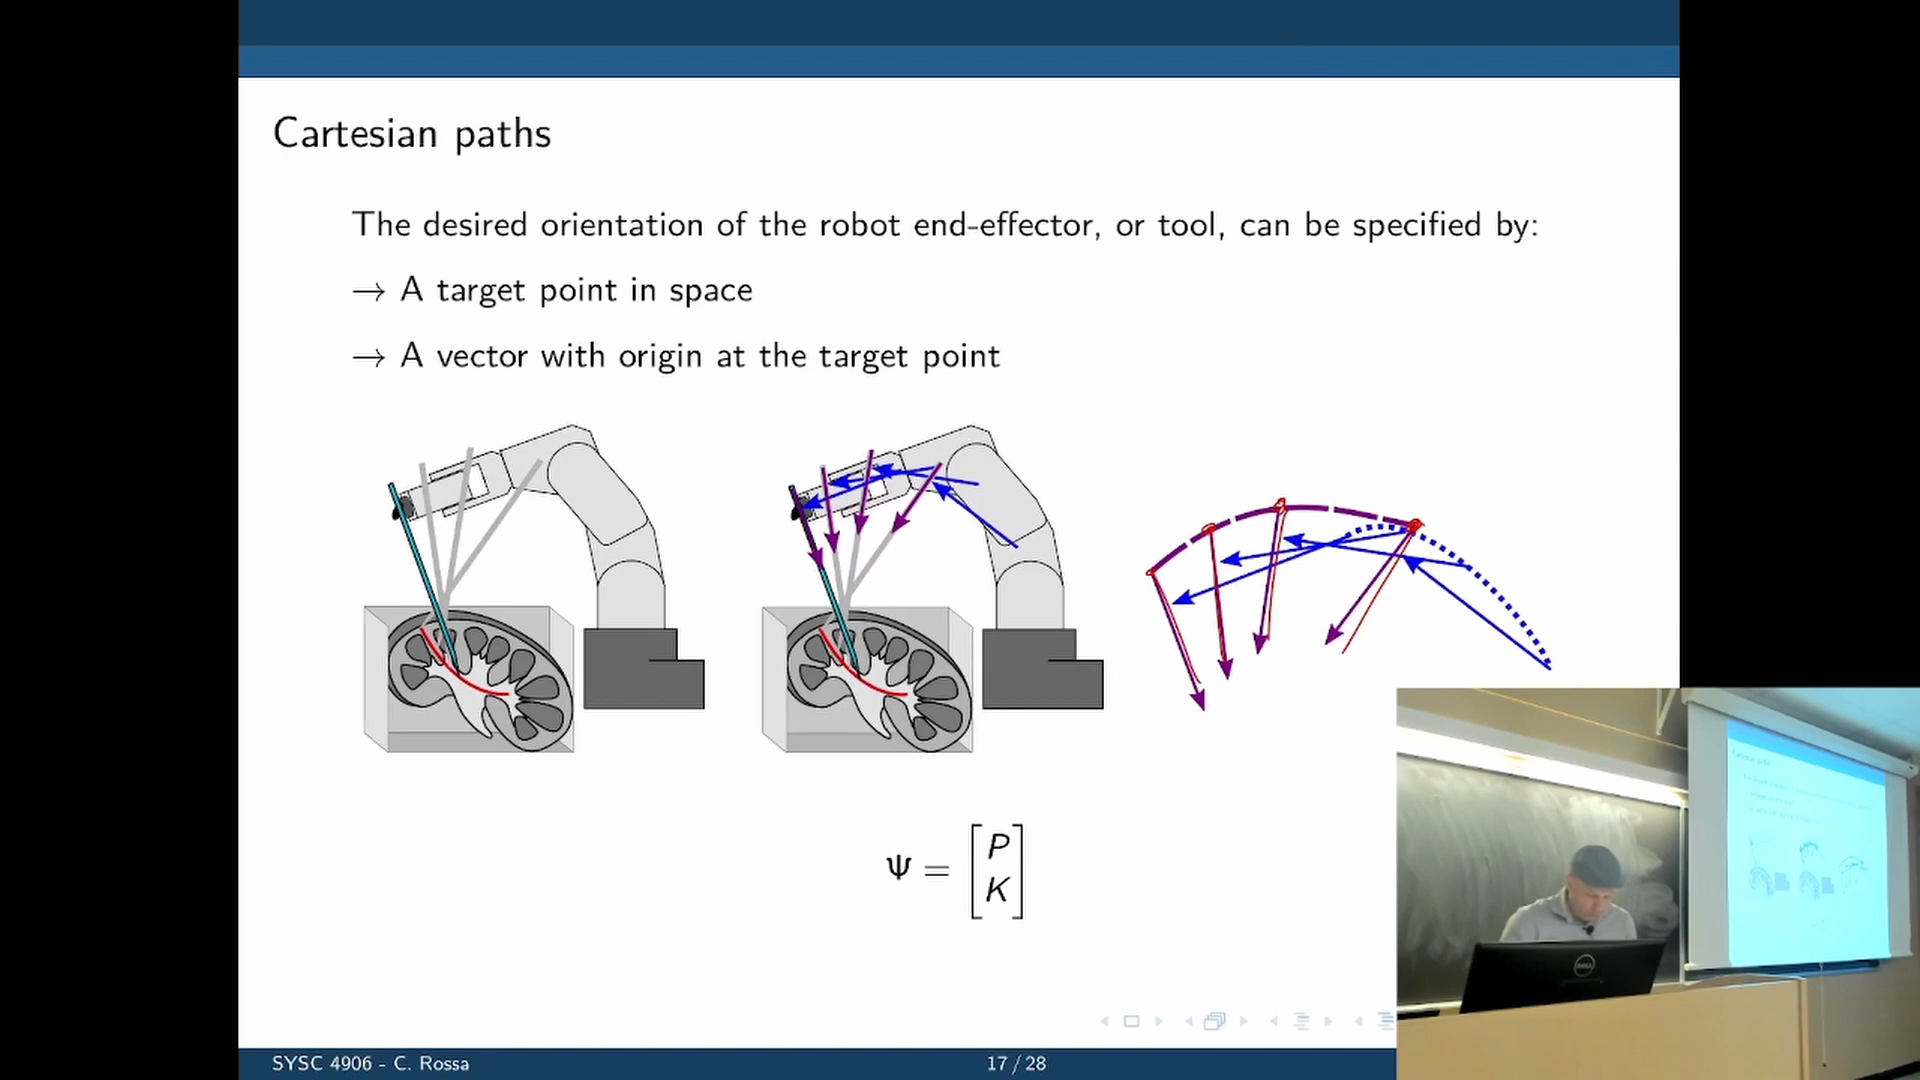 Cartesian paths
The desired orientation of the robot end-effector, or tool, can be specified by:
→ A target point in space
→ A vector with origin at the target point
Ψ = [P
K]
SYSC 4906 - C. Rossa
17 / 28
DELL